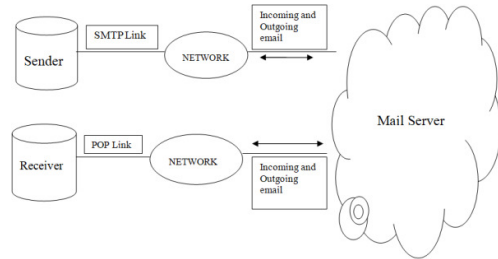 Sender
SMTP Link
NETWORK
Incoming and
Outgoing
email
Mail Server
Receiver
POP Link
NETWORK
Incoming and
Outgoing
email